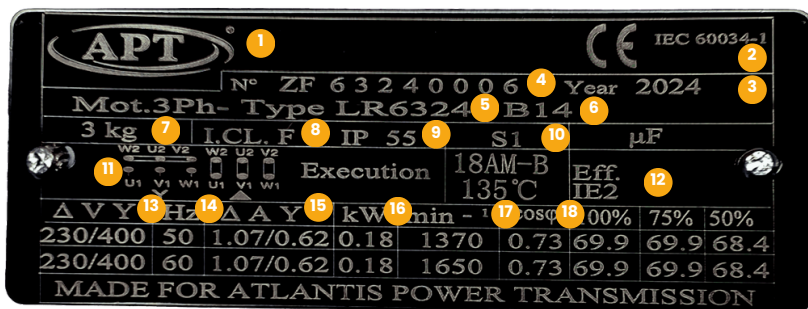 APT 1 CE IEC 60034-1 2
N° ZF 632400006 4 Year 2024 3
Mot.3Ph- Type LR6324 5 B14 6
3 kg 7 I.CL. F 8 IP 55 9 S1 10 µF
W2 U2 V2 W2 U2 V2
11 Execution 18AM-B Eff. 12
U1 V1 W1 U1 V1 W1 135°C IE2
Y Δ
Δ V Y 13 Hz 14 Δ A Y 15 kW 16 min - ¹ 17 cosφ 18 100% 75% 50%
230/400 50 1.07/0.62 0.18 1370 0.73 69.9 69.9 68.4
230/400 60 1.07/0.62 0.18 1650 0.73 69.9 69.9 68.4
MADE FOR ATLANTIS POWER TRANSMISSION